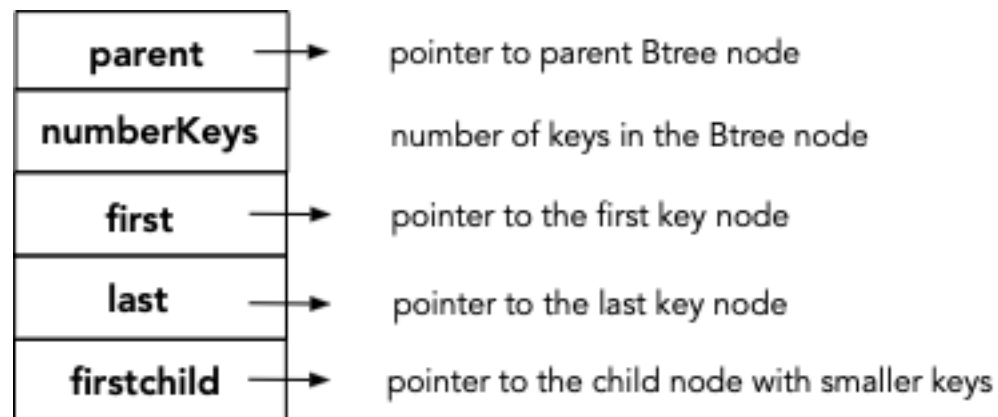 parent pointer to parent Btree node
numberKeys number of keys in the Btree node
first pointer to the first key node
last pointer to the last key node
firstchild pointer to the child node with smaller keys